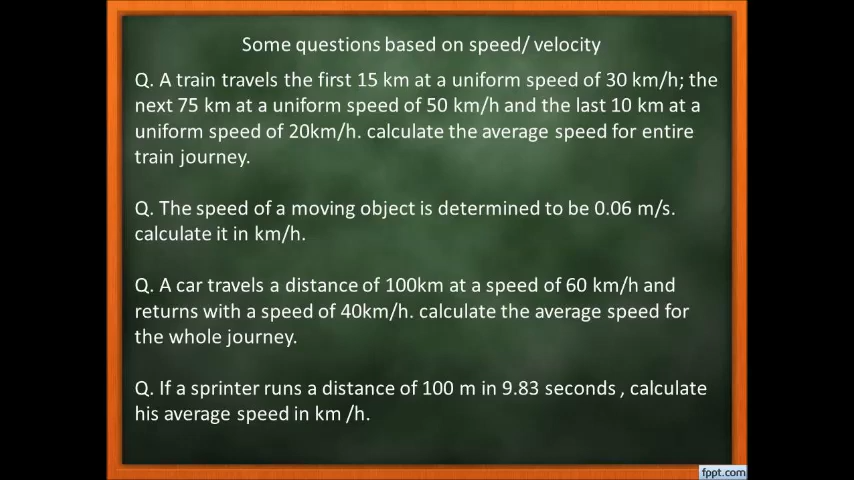 Some questions based on speed/ velocity
Q. A train travels the first 15 km at a uniform speed of 30 km/h; the
next 75 km at a uniform speed of 50 km/h and the last 10 km at a
uniform speed of 20km/h. calculate the average speed for entire
train journey.
Q. The speed of a moving object is determined to be 0.06 m/s.
calculate it in km/h.
Q. A car travels a distance of 100km at a speed of 60 km/h and
returns with a speed of 40km/h. calculate the average speed for
the whole journey.
Q. If a sprinter runs a distance of 100 m in 9.83 seconds , calculate
his average speed in km /h.
fppt.com